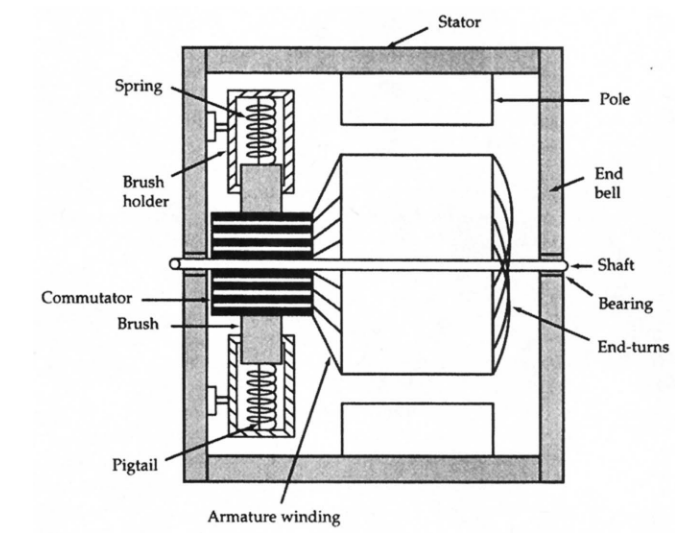 Stator
Spring
Pole
Brush
holder
End
bell
Shaft
Commutator
Bearing
Brush
End-turns
Pigtail
Armature winding